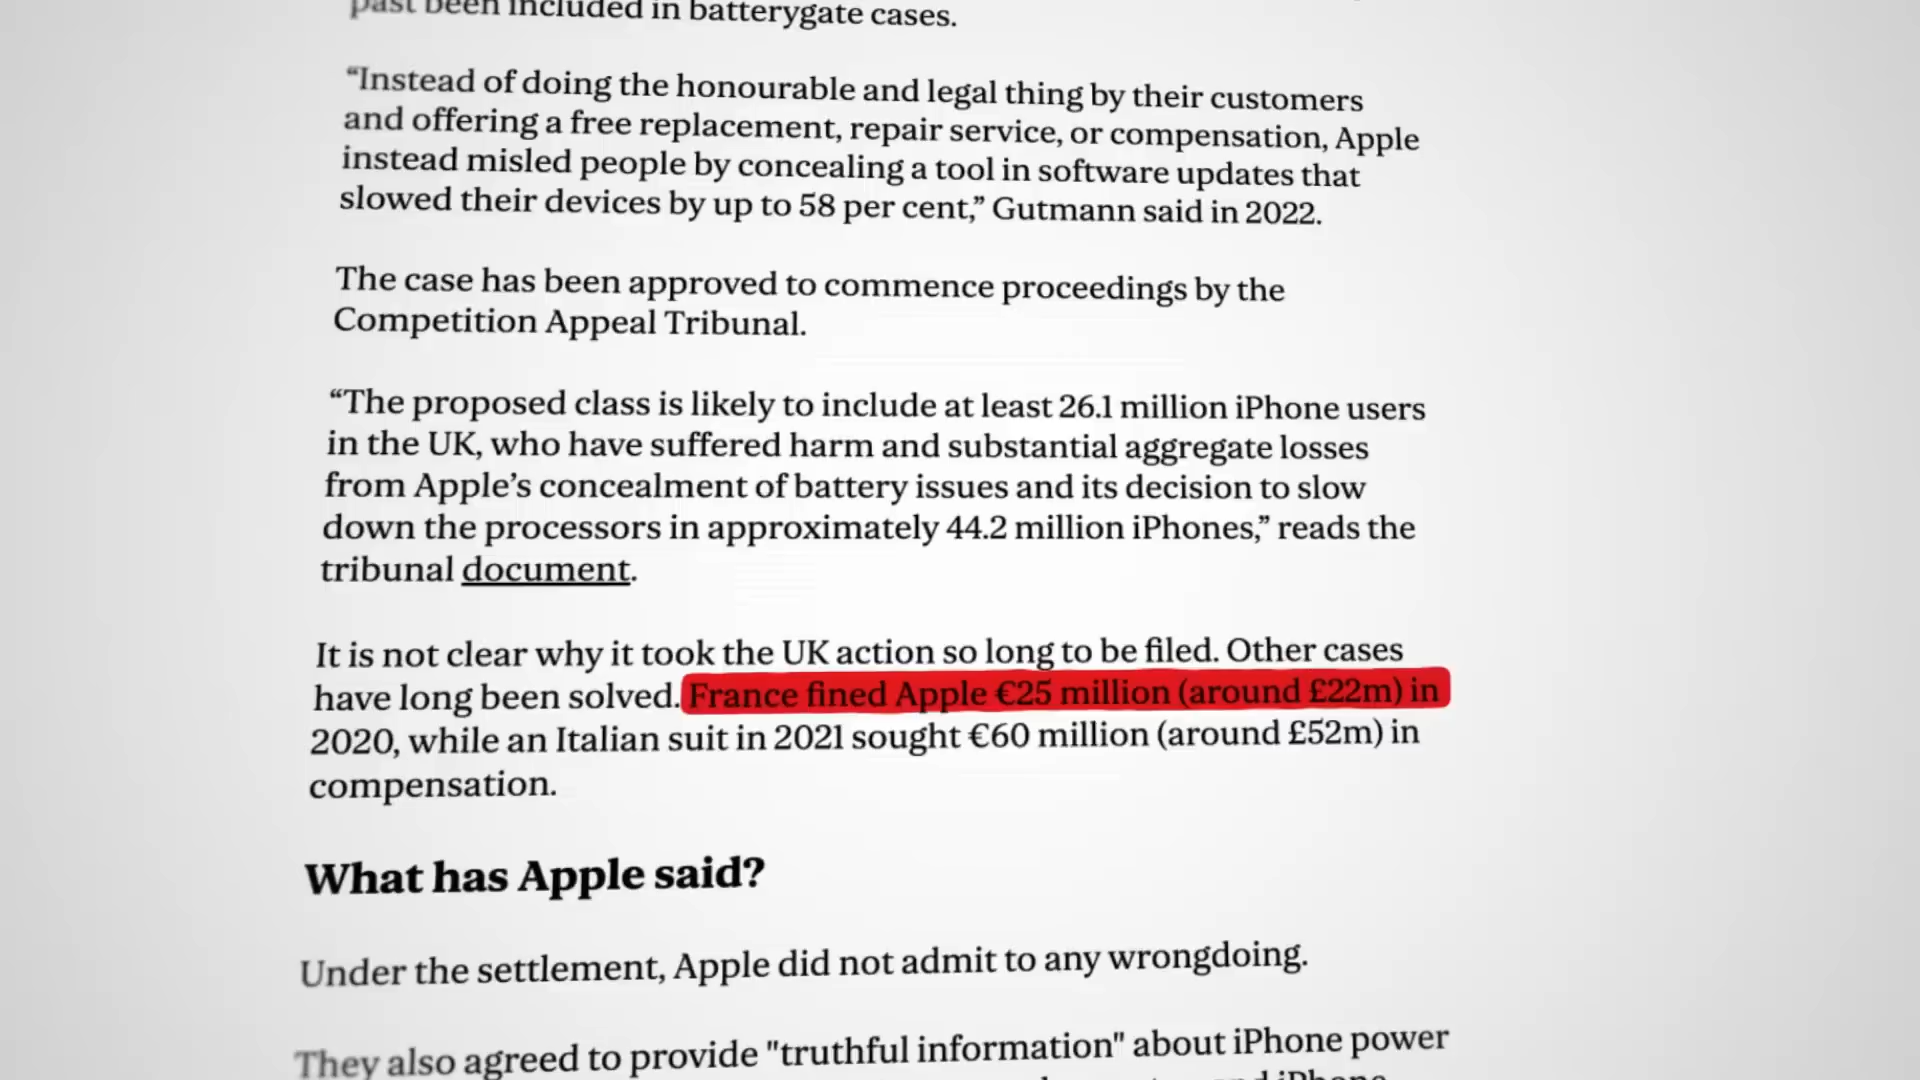 past been included in batterygate cases.
“Instead of doing the honourable and legal thing by their customers
and offering a free replacement, repair service, or compensation, Apple
instead misled people by concealing a tool in software updates that
slowed their devices by up to 58 per cent,” Gutmann said in 2022.
The case has been approved to commence proceedings by the
Competition Appeal Tribunal.
“The proposed class is likely to include at least 26.1 million iPhone users
in the UK, who have suffered harm and substantial aggregate losses
from Apple’s concealment of battery issues and its decision to slow
down the processors in approximately 44.2 million iPhones,” reads the
tribunal document.
It is not clear why it took the UK action so long to be filed. Other cases
have long been solved. France fined Apple €25 million (around £22m) in
2020, while an Italian suit in 2021 sought €60 million (around £52m) in
compensation.
What has Apple said?
Under the settlement, Apple did not admit to any wrongdoing.
They also agreed to provide "truthful information" about iPhone power
iPhone